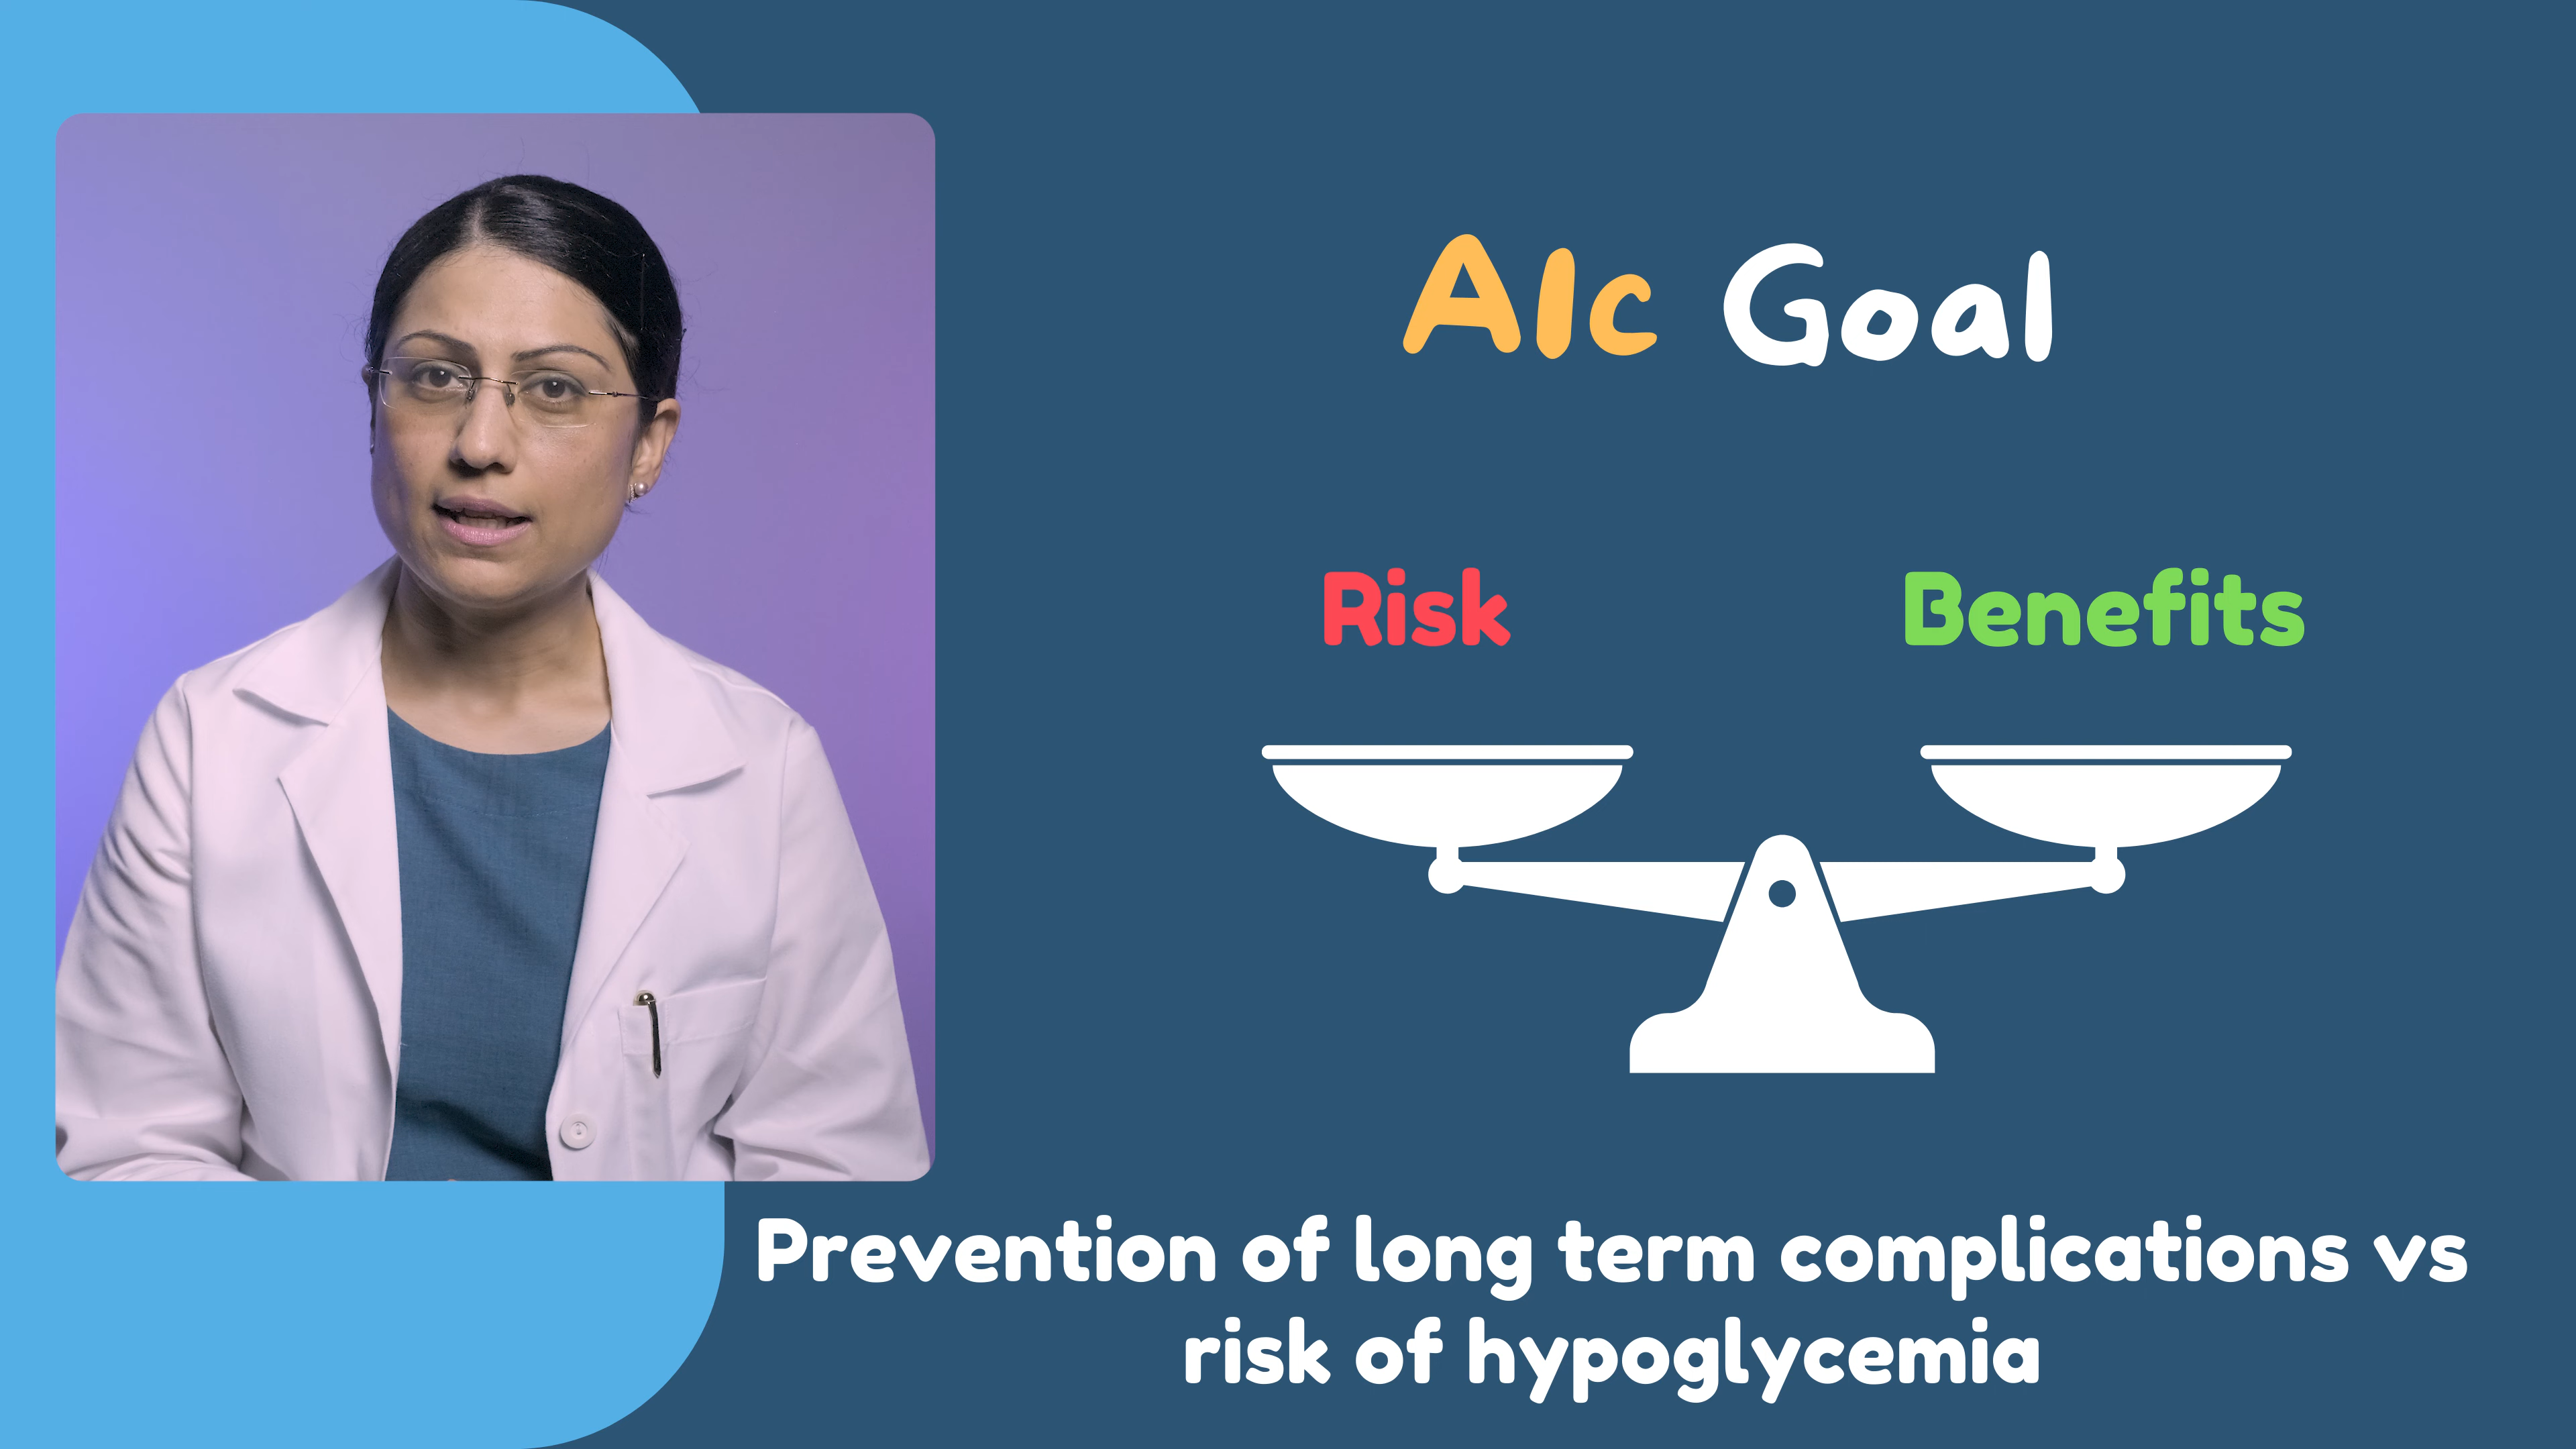 A1c Goal
Risk
Benefits
Prevention of long term complications vs
risk of hypoglycemia